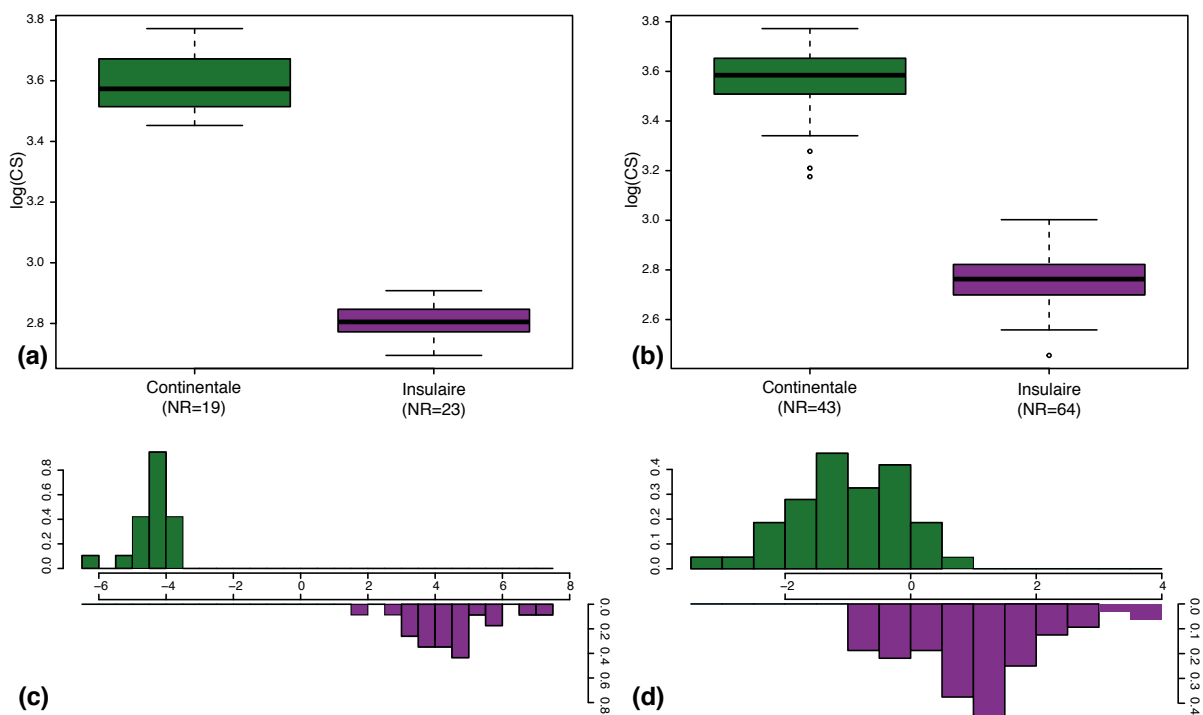 3.8
3.6
3.4
3.2
3.0
2.8
log(CS)
(a)
Continentale
(NR=19)
Insulaire
(NR=23)
3.8
3.6
3.4
3.2
3.0
2.8
2.6
log(CS)
(b)
Continentale
(NR=43)
Insulaire
(NR=64)
0.0 0.2 0.4 0.6 0.8
−6 −4 −2 0 2 4 6 8
0.0 0.2 0.4 0.6 0.8
(c)
0.0 0.1 0.2 0.3 0.4
−2 0 2 4
0.0 0.1 0.2 0.3 0.4
(d)